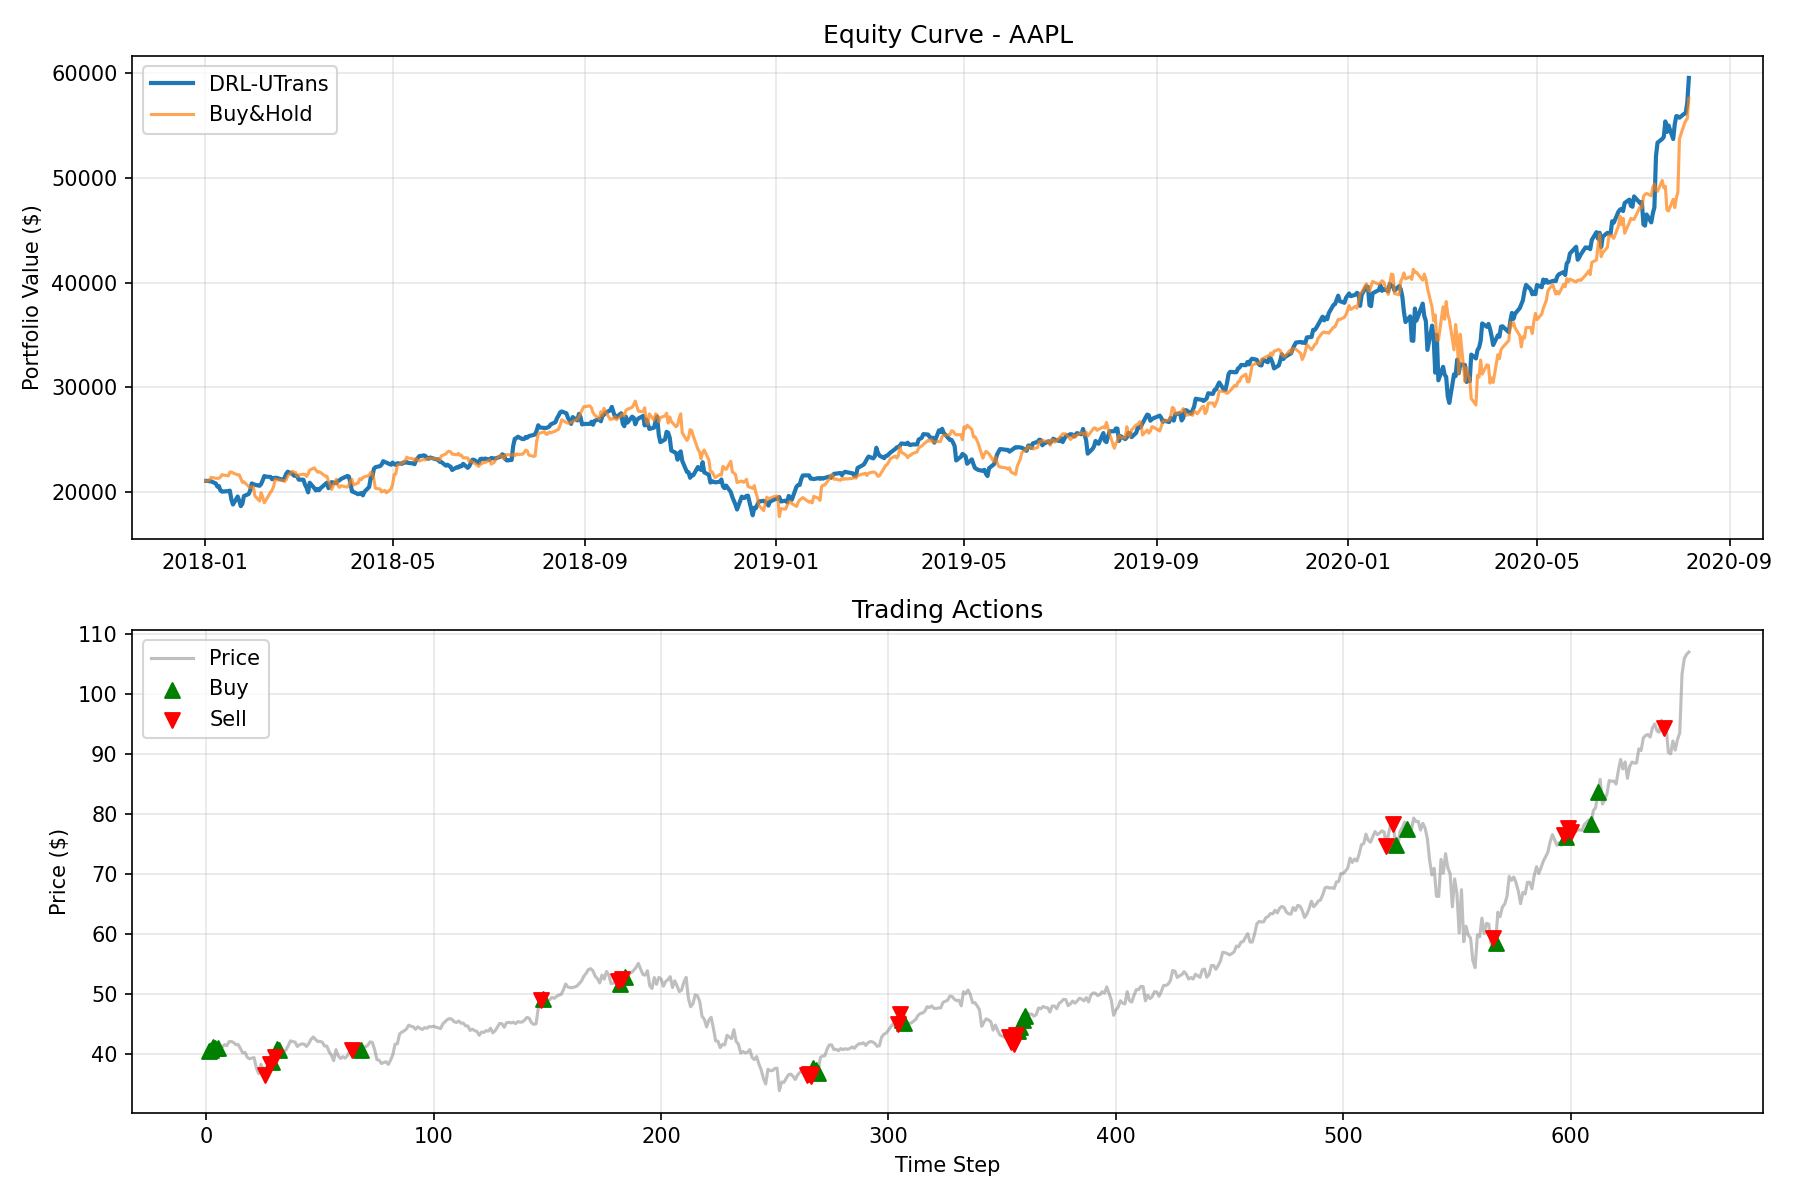 Equity Curve - AAPL
DRL-UTrans
Buy&Hold
Portfolio Value ($)
60000
50000
40000
30000
20000
2018-01
2018-05
2018-09
2019-01
2019-05
2019-09
2020-01
2020-05
2020-09
Trading Actions
Price
Buy
Sell
Price ($)
110
100
90
80
70
60
50
40
0
100
200
300
400
500
600
Time Step